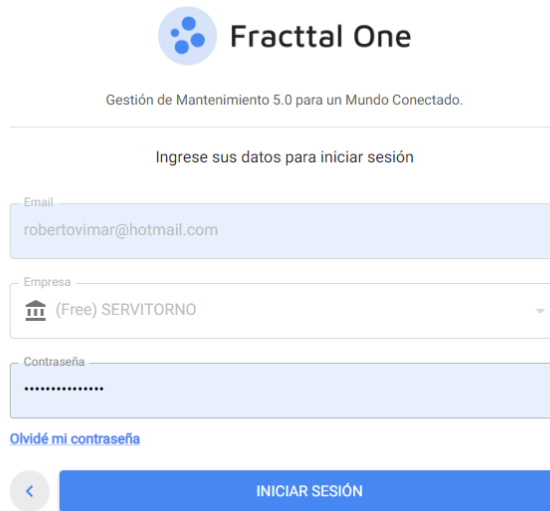 Fracttal One
Gestión de Mantenimiento 5.0 para un Mundo Conectado.
Ingrese sus datos para iniciar sesión
Email
robertovimar@hotmail.com
Empresa
(Free) SERVITORNO
Contraseña
•••••••••••••••
Olvidé mi contraseña
INICIAR SESIÓN